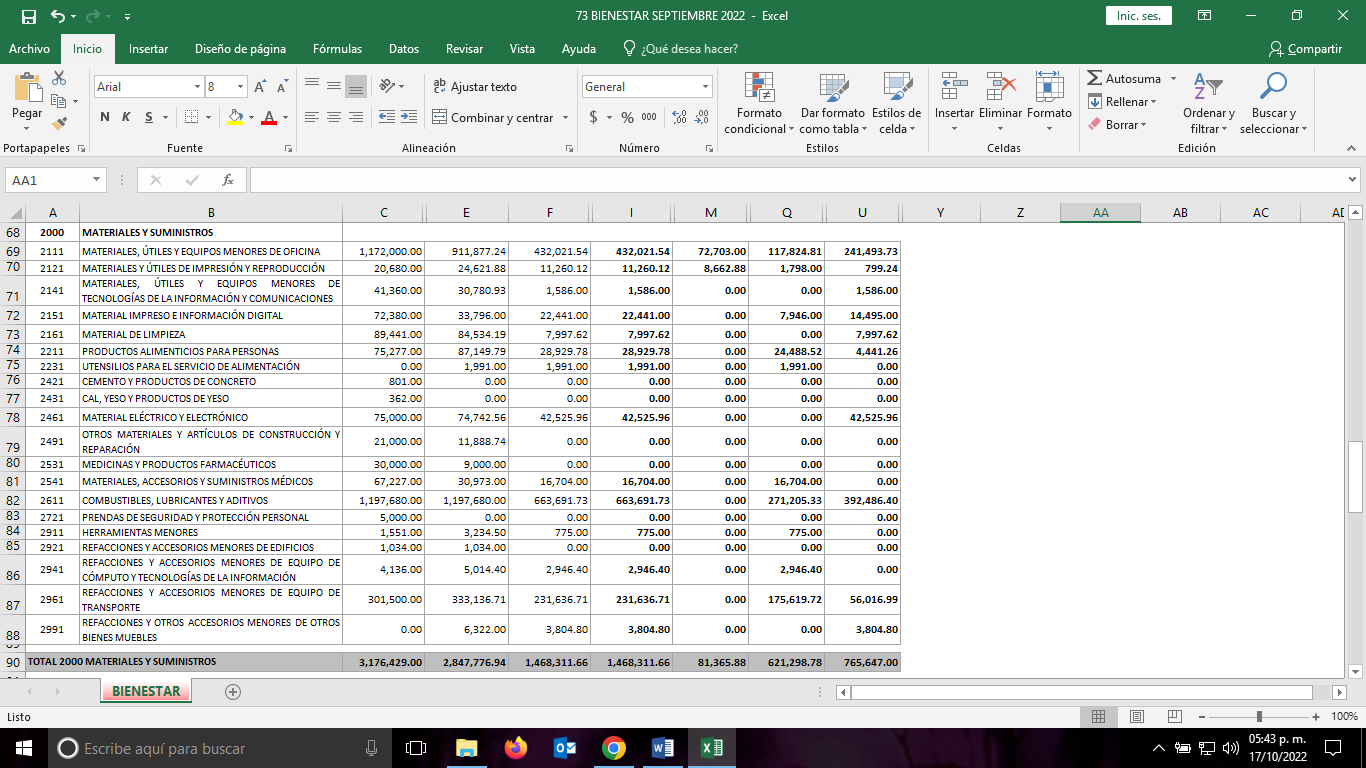 73 BIENESTAR SEPTIEMBRE 2022 - Excel
Inic. ses.
Archivo Inicio Insertar Diseño de página Fórmulas Datos Revisar Vista Ayuda ¿Qué desea hacer? Compartir
Pegar
Portapapeles
Arial 8
N K S
Fuente
Ajustar texto
Combinar y centrar
Alineación
General
$ % 000
Número
Formato condicional
Dar formato como tabla
Estilos de celda
Estilos
Insertar Eliminar Formato
Celdas
Autosuma
Rellenar
Borrar
Ordenar y filtrar
Buscar y seleccionar
Edición
AA1
fx
A B C E F I M Q U Y Z AA AB AC
68 2000 MATERIALES Y SUMINISTROS
69 2111 MATERIALES, ÚTILES Y EQUIPOS MENORES DE OFICINA 1,172,000.00 911,877.24 432,021.54 432,021.54 72,703.00 117,824.81 241,493.73
70 2121 MATERIALES Y ÚTILES DE IMPRESIÓN Y REPRODUCCIÓN 20,680.00 24,621.88 11,260.12 11,260.12 8,662.88 1,798.00 799.24
71 2141 MATERIALES, ÚTILES Y EQUIPOS MENORES DE
TECNOLOGÍAS DE LA INFORMACIÓN Y COMUNICACIONES 41,360.00 30,780.93 1,586.00 1,586.00 0.00 0.00 1,586.00
72 2151 MATERIAL IMPRESO E INFORMACIÓN DIGITAL 72,380.00 33,796.00 22,441.00 22,441.00 0.00 7,946.00 14,495.00
73 2161 MATERIAL DE LIMPIEZA 89,441.00 84,534.19 7,997.62 7,997.62 0.00 0.00 7,997.62
74 2211 PRODUCTOS ALIMENTICIOS PARA PERSONAS 75,277.00 87,149.79 28,929.78 28,929.78 0.00 24,488.52 4,441.26
75 2231 UTENSILIOS PARA EL SERVICIO DE ALIMENTACIÓN 0.00 1,991.00 1,991.00 1,991.00 0.00 1,991.00 0.00
76 2421 CEMENTO Y PRODUCTOS DE CONCRETO 801.00 0.00 0.00 0.00 0.00 0.00 0.00
77 2431 CAL, YESO Y PRODUCTOS DE YESO 362.00 0.00 0.00 0.00 0.00 0.00 0.00
78 2461 MATERIAL ELÉCTRICO Y ELECTRÓNICO 75,000.00 74,742.56 42,525.96 42,525.96 0.00 0.00 42,525.96
79 2491 OTROS MATERIALES Y ARTÍCULOS DE CONSTRUCCIÓN Y
REPARACIÓN 21,000.00 11,888.74 0.00 0.00 0.00 0.00 0.00
80 2531 MEDICINAS Y PRODUCTOS FARMACÉUTICOS 30,000.00 9,000.00 0.00 0.00 0.00 0.00 0.00
81 2541 MATERIALES, ACCESORIOS Y SUMINISTROS MÉDICOS 67,227.00 30,973.00 16,704.00 16,704.00 0.00 16,704.00 0.00
82 2611 COMBUSTIBLES, LUBRICANTES Y ADITIVOS 1,197,680.00 1,197,680.00 663,691.73 663,691.73 0.00 271,205.33 392,486.40
83 2721 PRENDAS DE SEGURIDAD Y PROTECCIÓN PERSONAL 5,000.00 0.00 0.00 0.00 0.00 0.00 0.00
84 2911 HERRAMIENTAS MENORES 1,551.00 3,234.50 775.00 775.00 0.00 775.00 0.00
85 2921 REFACCIONES Y ACCESORIOS MENORES DE EDIFICIOS 1,034.00 1,034.00 0.00 0.00 0.00 0.00 0.00
86 2941 REFACCIONES Y ACCESORIOS MENORES DE EQUIPO DE
CÓMPUTO Y TECNOLOGÍAS DE LA INFORMACIÓN 4,136.00 5,014.40 2,946.40 2,946.40 0.00 2,946.40 0.00
87 2961 REFACCIONES Y ACCESORIOS MENORES DE EQUIPO DE
TRANSPORTE 301,500.00 333,136.71 231,636.71 231,636.71 0.00 175,619.72 56,016.99
88 2991 REFACCIONES Y OTROS ACCESORIOS MENORES DE OTROS
BIENES MUEBLES 0.00 6,322.00 3,804.80 3,804.80 0.00 0.00 3,804.80
90 TOTAL 2000 MATERIALES Y SUMINISTROS 3,176,429.00 2,847,776.94 1,468,311.66 1,468,311.66 81,365.88 621,298.78 765,647.00
BIENESTAR
Listo
100%
Escribe aquí para buscar
05:43 p. m.
17/10/2022